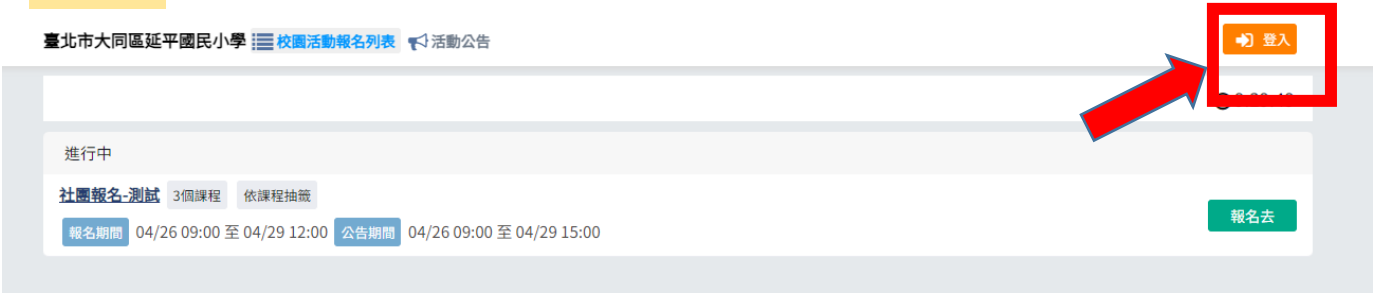 臺北市大同區延平國民小學 校園活動報名列表 活動公告 登入
進行中
社團報名-測試 3個課程 依課程抽籤
報名去
報名期間 04/26 09:00 至 04/29 12:00 公告期間 04/26 09:00 至 04/29 15:00